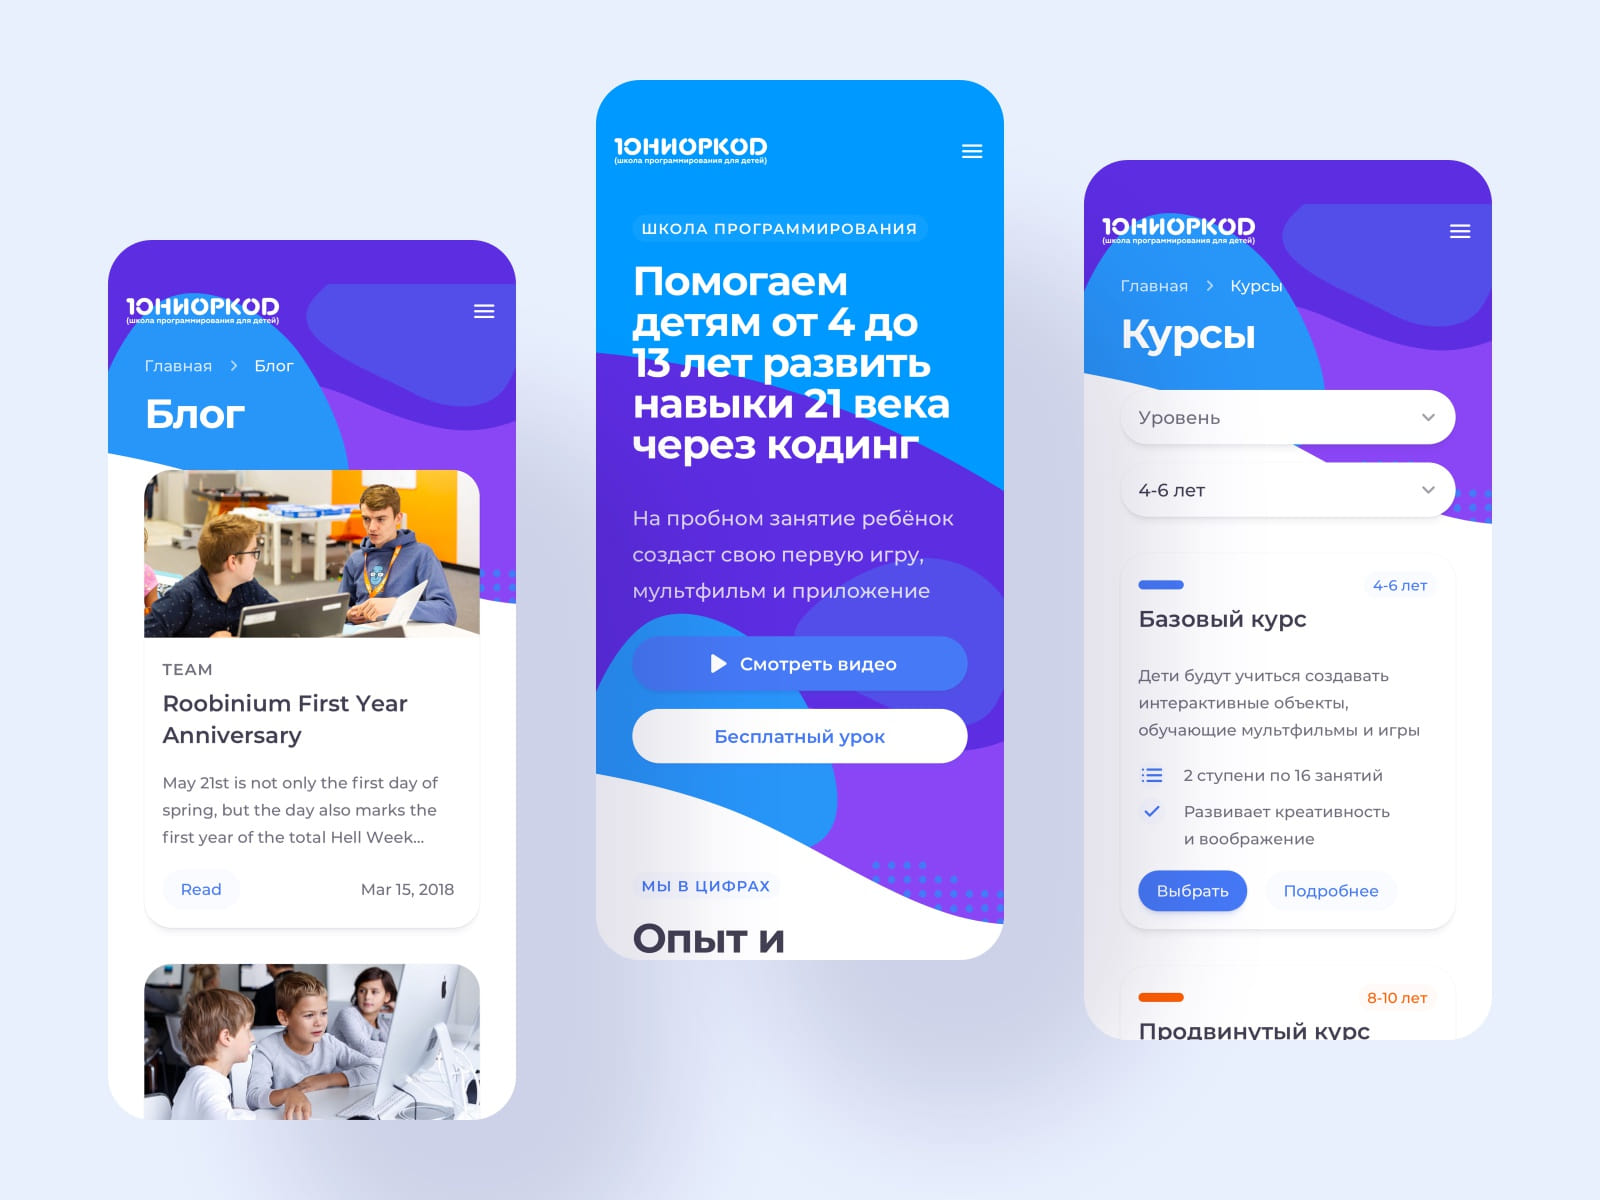 ЮНИОРКОD
(школа программирования для детей)
Главная > Блог
Блог
TEAM
Roobinium First Year
Anniversary
May 21st is not only the first day of
spring, but the day also marks the
first year of the total Hell Week...
Read
Mar 15, 2018
ЮНИОРКОD
(школа программирования для детей)
ШКОЛА ПРОГРАММИРОВАНИЯ
Помогаем
детям от 4 до
13 лет развить
навыки 21 века
через кодинг
На пробном занятие ребёнок
создаст свою первую игру,
мультфильм и приложение
Смотреть видео
Бесплатный урок
МЫ В ЦИФРАХ
Опыт и
ЮНИОРКОD
(школа программирования для детей)
Главная > Курсы
Курсы
Уровень
4-6 лет
4-6 лет
Базовый курс
Дети будут учиться создавать
интерактивные объекты,
обучающие мультфильмы и игры
2 ступени по 16 занятий
Развивает креативность
и воображение
Выбрать
Подробнее
8-10 лет
Продвинутый курс